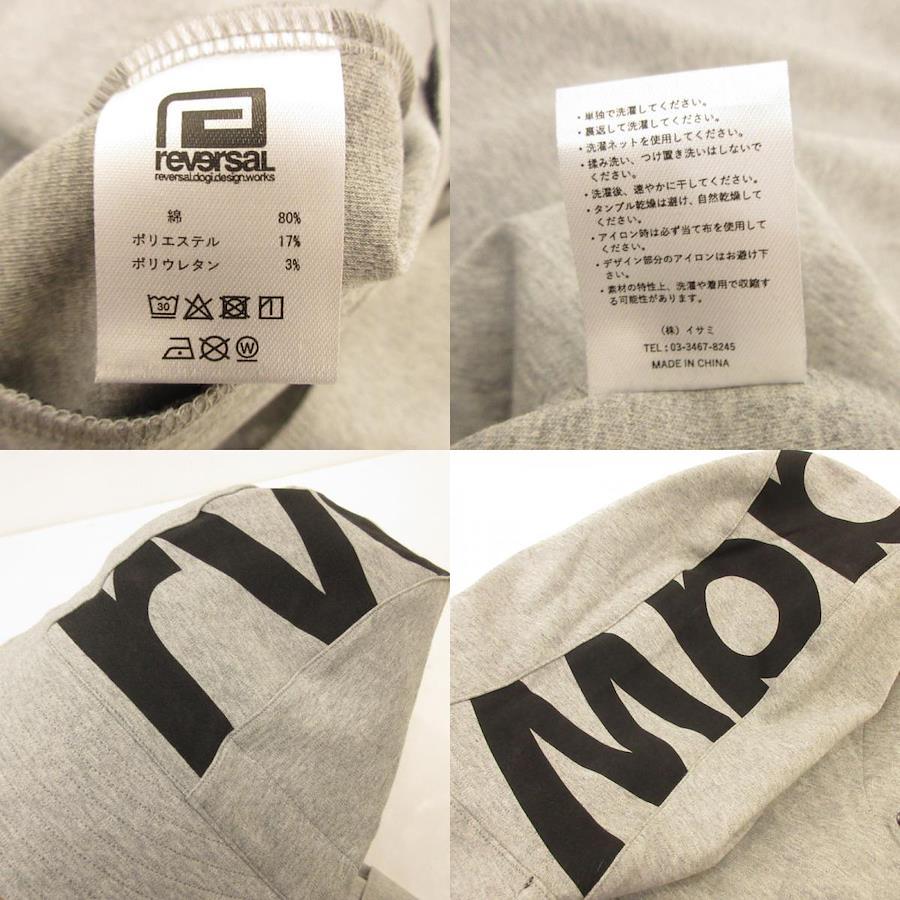 reversal
reversal.dogi.design.works
綿 80%
ポリエステル 17%
ポリウレタン 3%
30
W
・単独で洗濯してください。
・裏返して洗濯してください。
・洗濯ネットを使用してください。
・揉み洗い、つけ置き洗いはしないで
ください。
・洗濯後、速やかに干してください。
・タンブル乾燥は避け、自然乾燥して
ください。
・アイロン時は必ず当て布を使用して
ください。
・デザイン部分のアイロンはお避け下
さい。
・素材の特性上、洗濯や着用で収縮す
る可能性があります。
(株) イサミ
TEL:03-3467-8245
MADE IN CHINA
rv